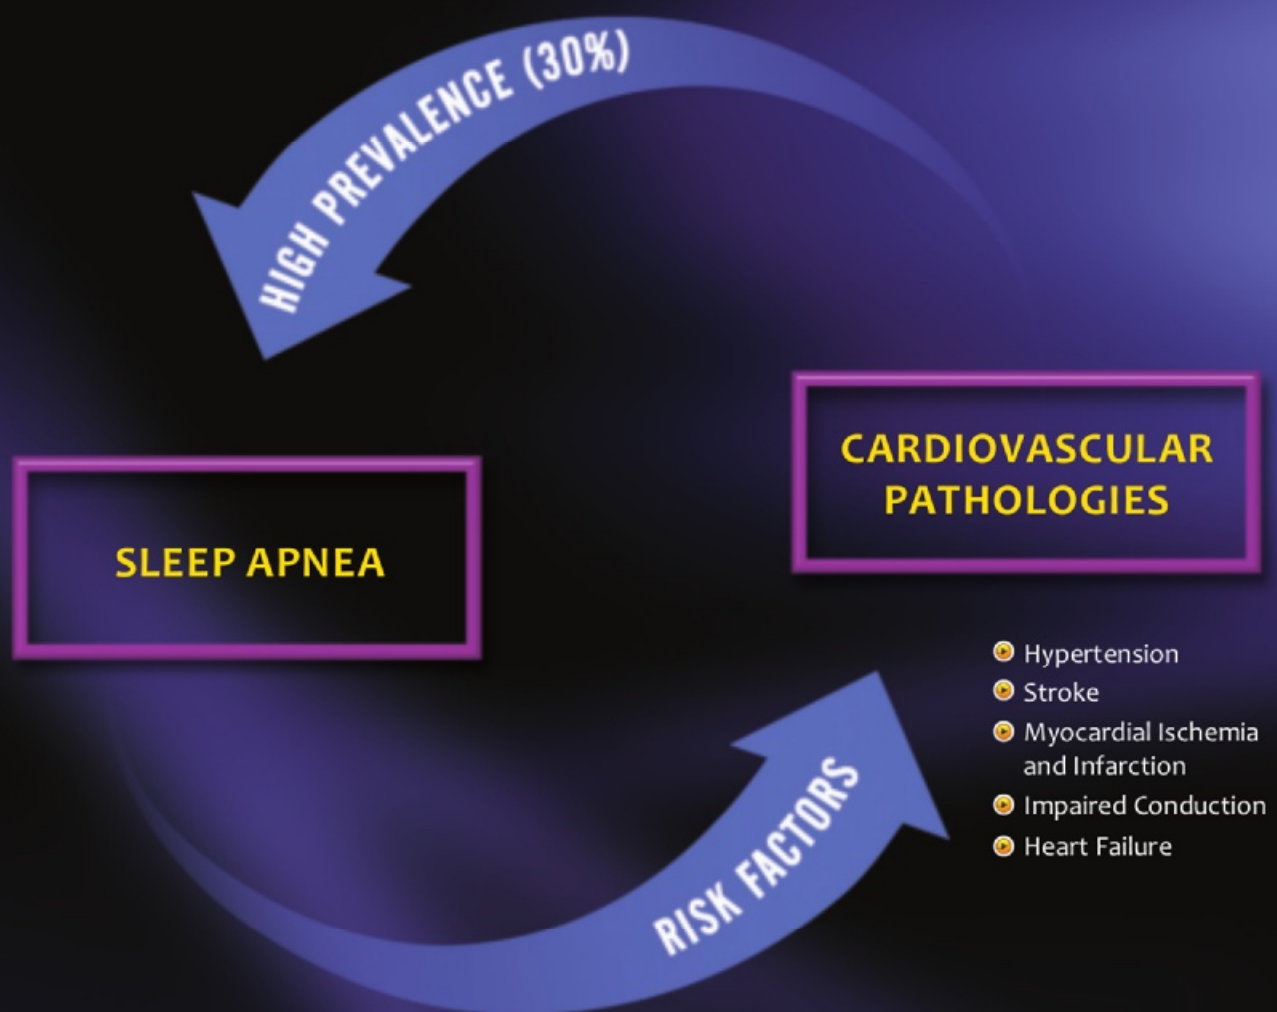 HIGH PREVALENCE (30%)
CARDIOVASCULAR
PATHOLOGIES
SLEEP APNEA
Hypertension
Stroke
Myocardial Ischemia
and Infarction
Impaired Conduction
Heart Failure
RISK FACTORS